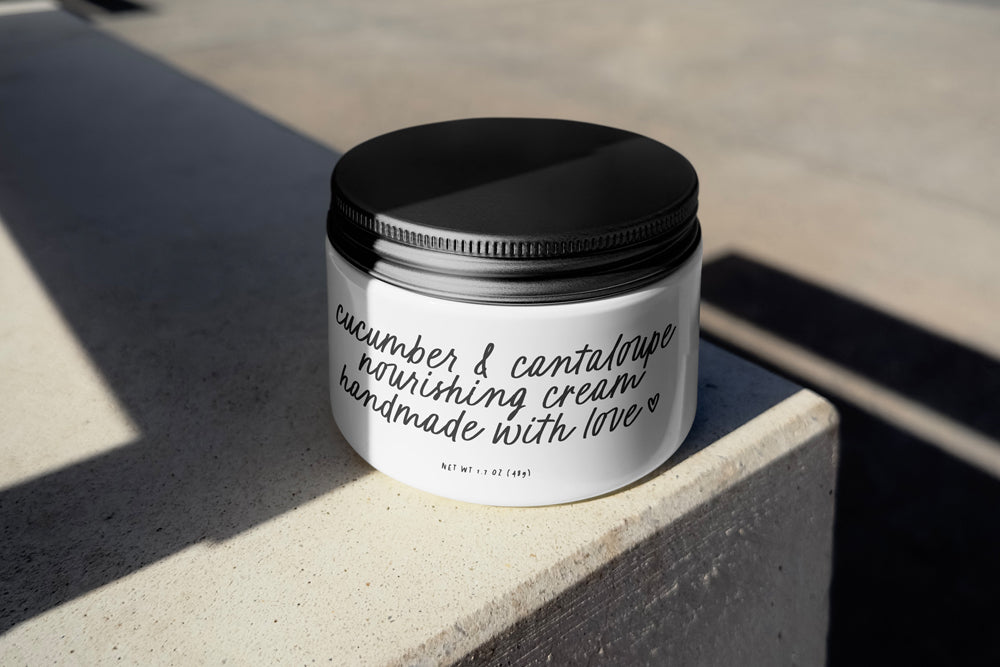 cucumber & cantaloupe
nourishing cream
handmade with love ♡
NET WT 1.7 OZ (48g)